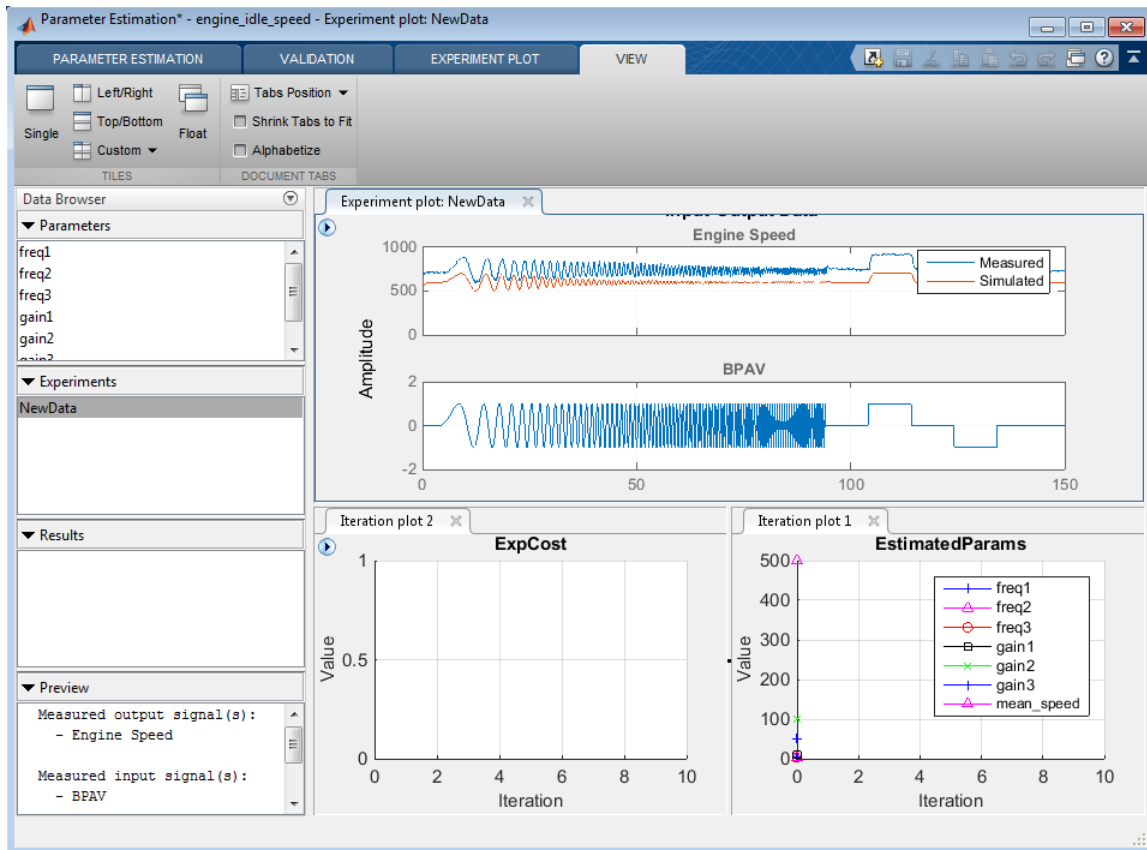 Parameter Estimation* - engine_idle_speed - Experiment plot: NewData
PARAMETER ESTIMATION VALIDATION EXPERIMENT PLOT VIEW
Single
Left/Right
Top/Bottom
Custom
Float
TILES
Tabs Position
Shrink Tabs to Fit
Alphabetize
DOCUMENT TABS
Data Browser
Parameters
freq1
freq2
freq3
gain1
gain2
gain3
Experiments
NewData
Results
Preview
Measured output signal(s):
- Engine Speed
Measured input signal(s):
- BPAV
Experiment plot: NewData
Input-Output Data
Engine Speed
1000
500
0
Measured
Simulated
Amplitude
BPAV
2
0
-2
0 50 100 150
Iteration plot 2
ExpCost
1
0.5
0
Value
0 2 4 6 8 10
Iteration
Iteration plot 1
EstimatedParams
500
400
300
200
100
0
Value
freq1
freq2
freq3
gain1
gain2
gain3
mean_speed
0 2 4 6 8 10
Iteration